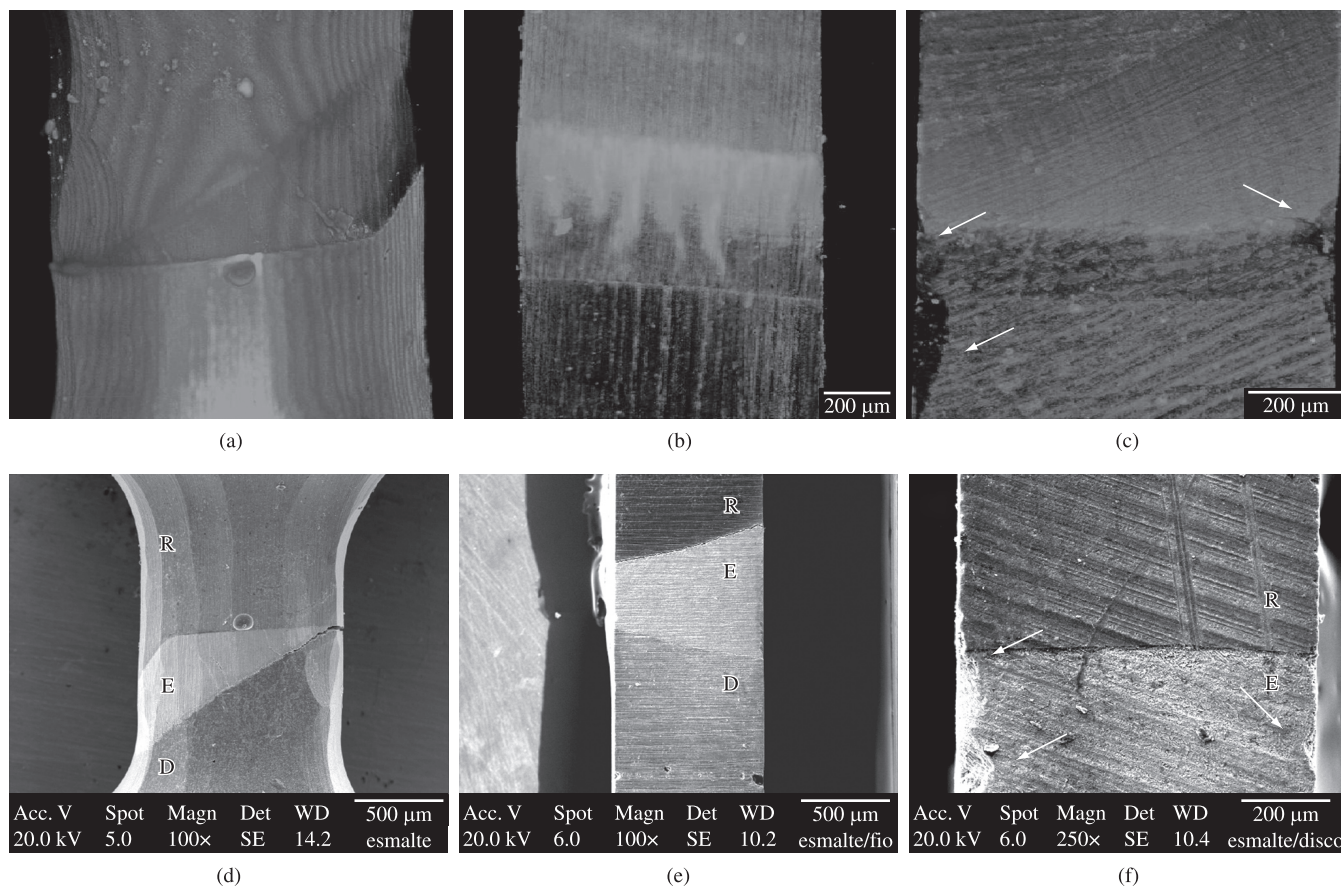 200 μm
200 μm
(a)
(b)
(c)
R
E
D
R
E
D
R
E
Acc. V Spot Magn Det WD 500 μm
20.0 kV 5.0 100× SE 14.2 esmalte
Acc. V Spot Magn Det WD 500 μm
20.0 kV 6.0 100× SE 10.2 esmalte/fio
Acc. V Spot Magn Det WD 200 μm
20.0 kV 6.0 250× SE 10.4 esmalte/disco
(d)
(e)
(f)